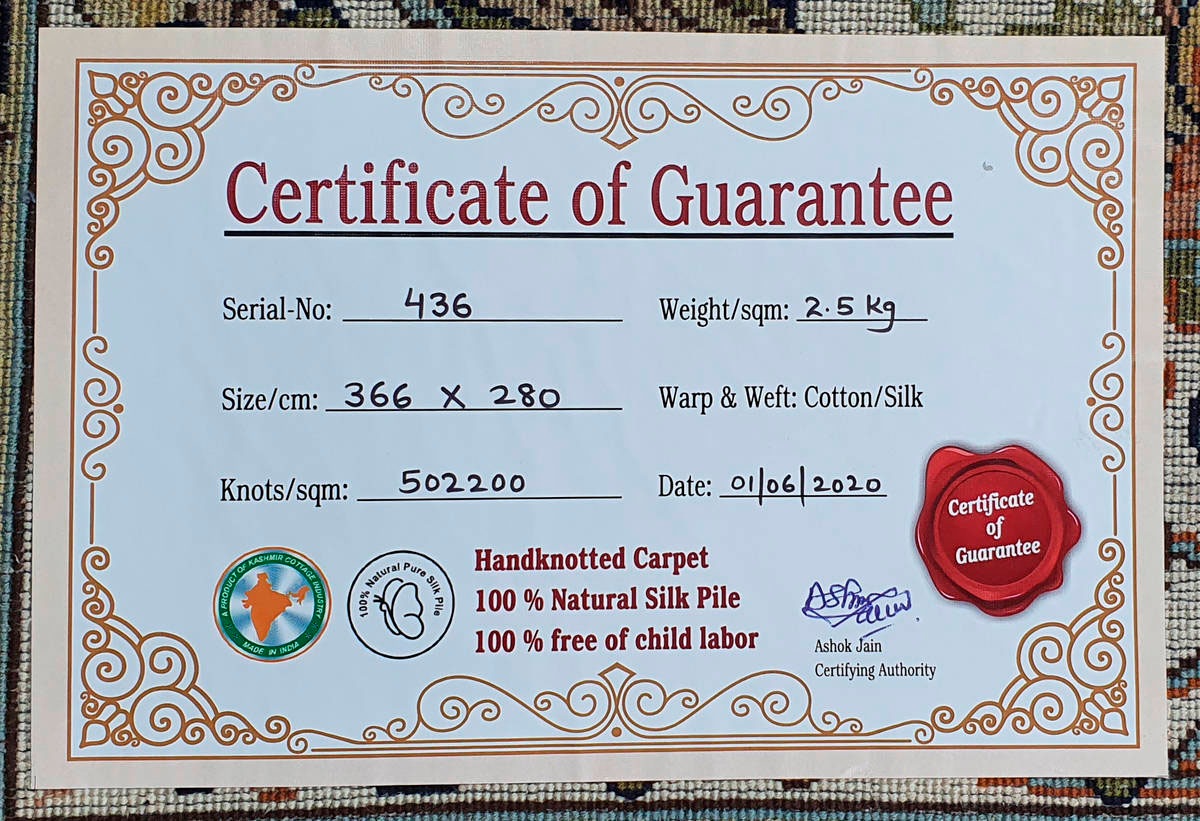 Certificate of Guarantee
Serial-No: 436
Weight/sqm: 2.5 kg
Size/cm: 366 X 280
Warp & Weft: Cotton/Silk
Knots/sqm: 502200
Date: 01/06/2020
Certificate
of
Guarantee
A PRODUCT OF KASHMIR COTTAGE INDUSTRY
MADE IN INDIA
100% Natural Pure Silk Pile
Handknotted Carpet
100 % Natural Silk Pile
100 % free of child labor
Ashok Jain
Certifying Authority